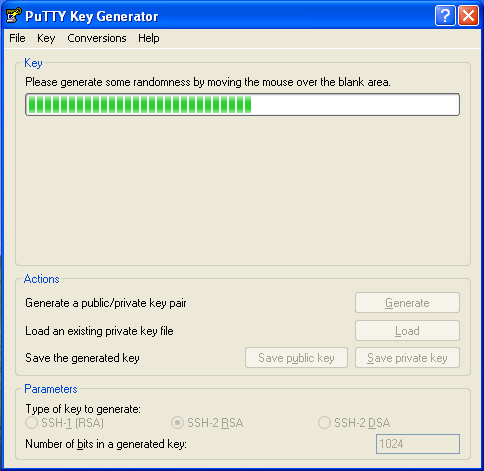 PuTTY Key Generator
File Key Conversions Help
Key
Please generate some randomness by moving the mouse over the blank area.
Actions
Generate a public/private key pair
Generate
Load an existing private key file
Load
Save the generated key
Save public key
Save private key
Parameters
Type of key to generate:
SSH-1 (RSA)
SSH-2 RSA
SSH-2 DSA
Number of bits in a generated key:
1024